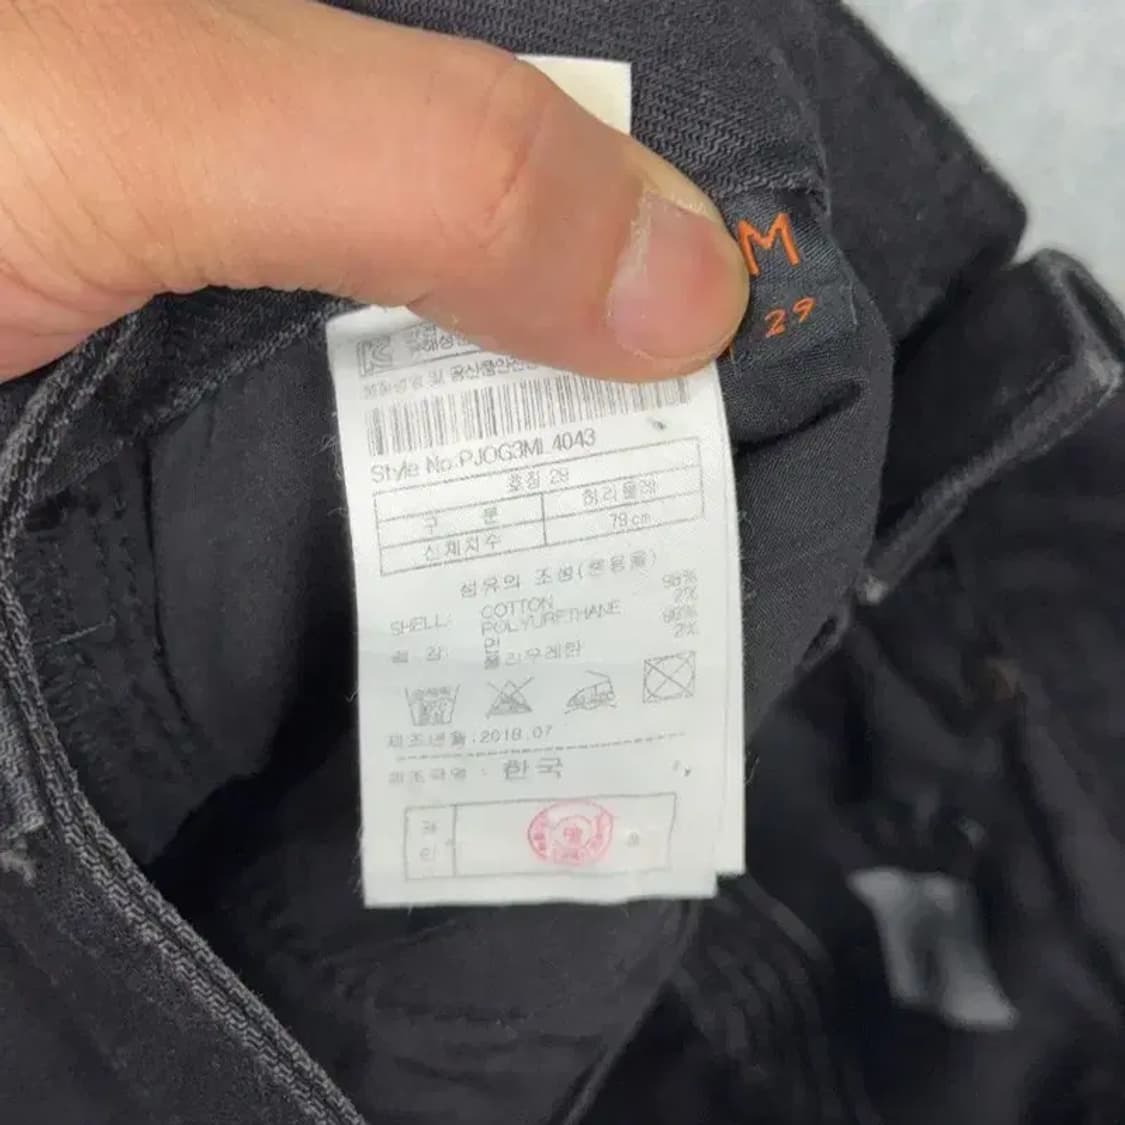 M
29
Style No:PJOG3ML4043
호칭 29
구 분 허리둘레
신체치수 79cm
섬유의 조성(혼용율)
SHELL: COTTON 98%
POLYURETHANE 2%
겉 감: 면 98%
폴리우레탄 2%
제조년월:2018.07
제조국명 : 한국